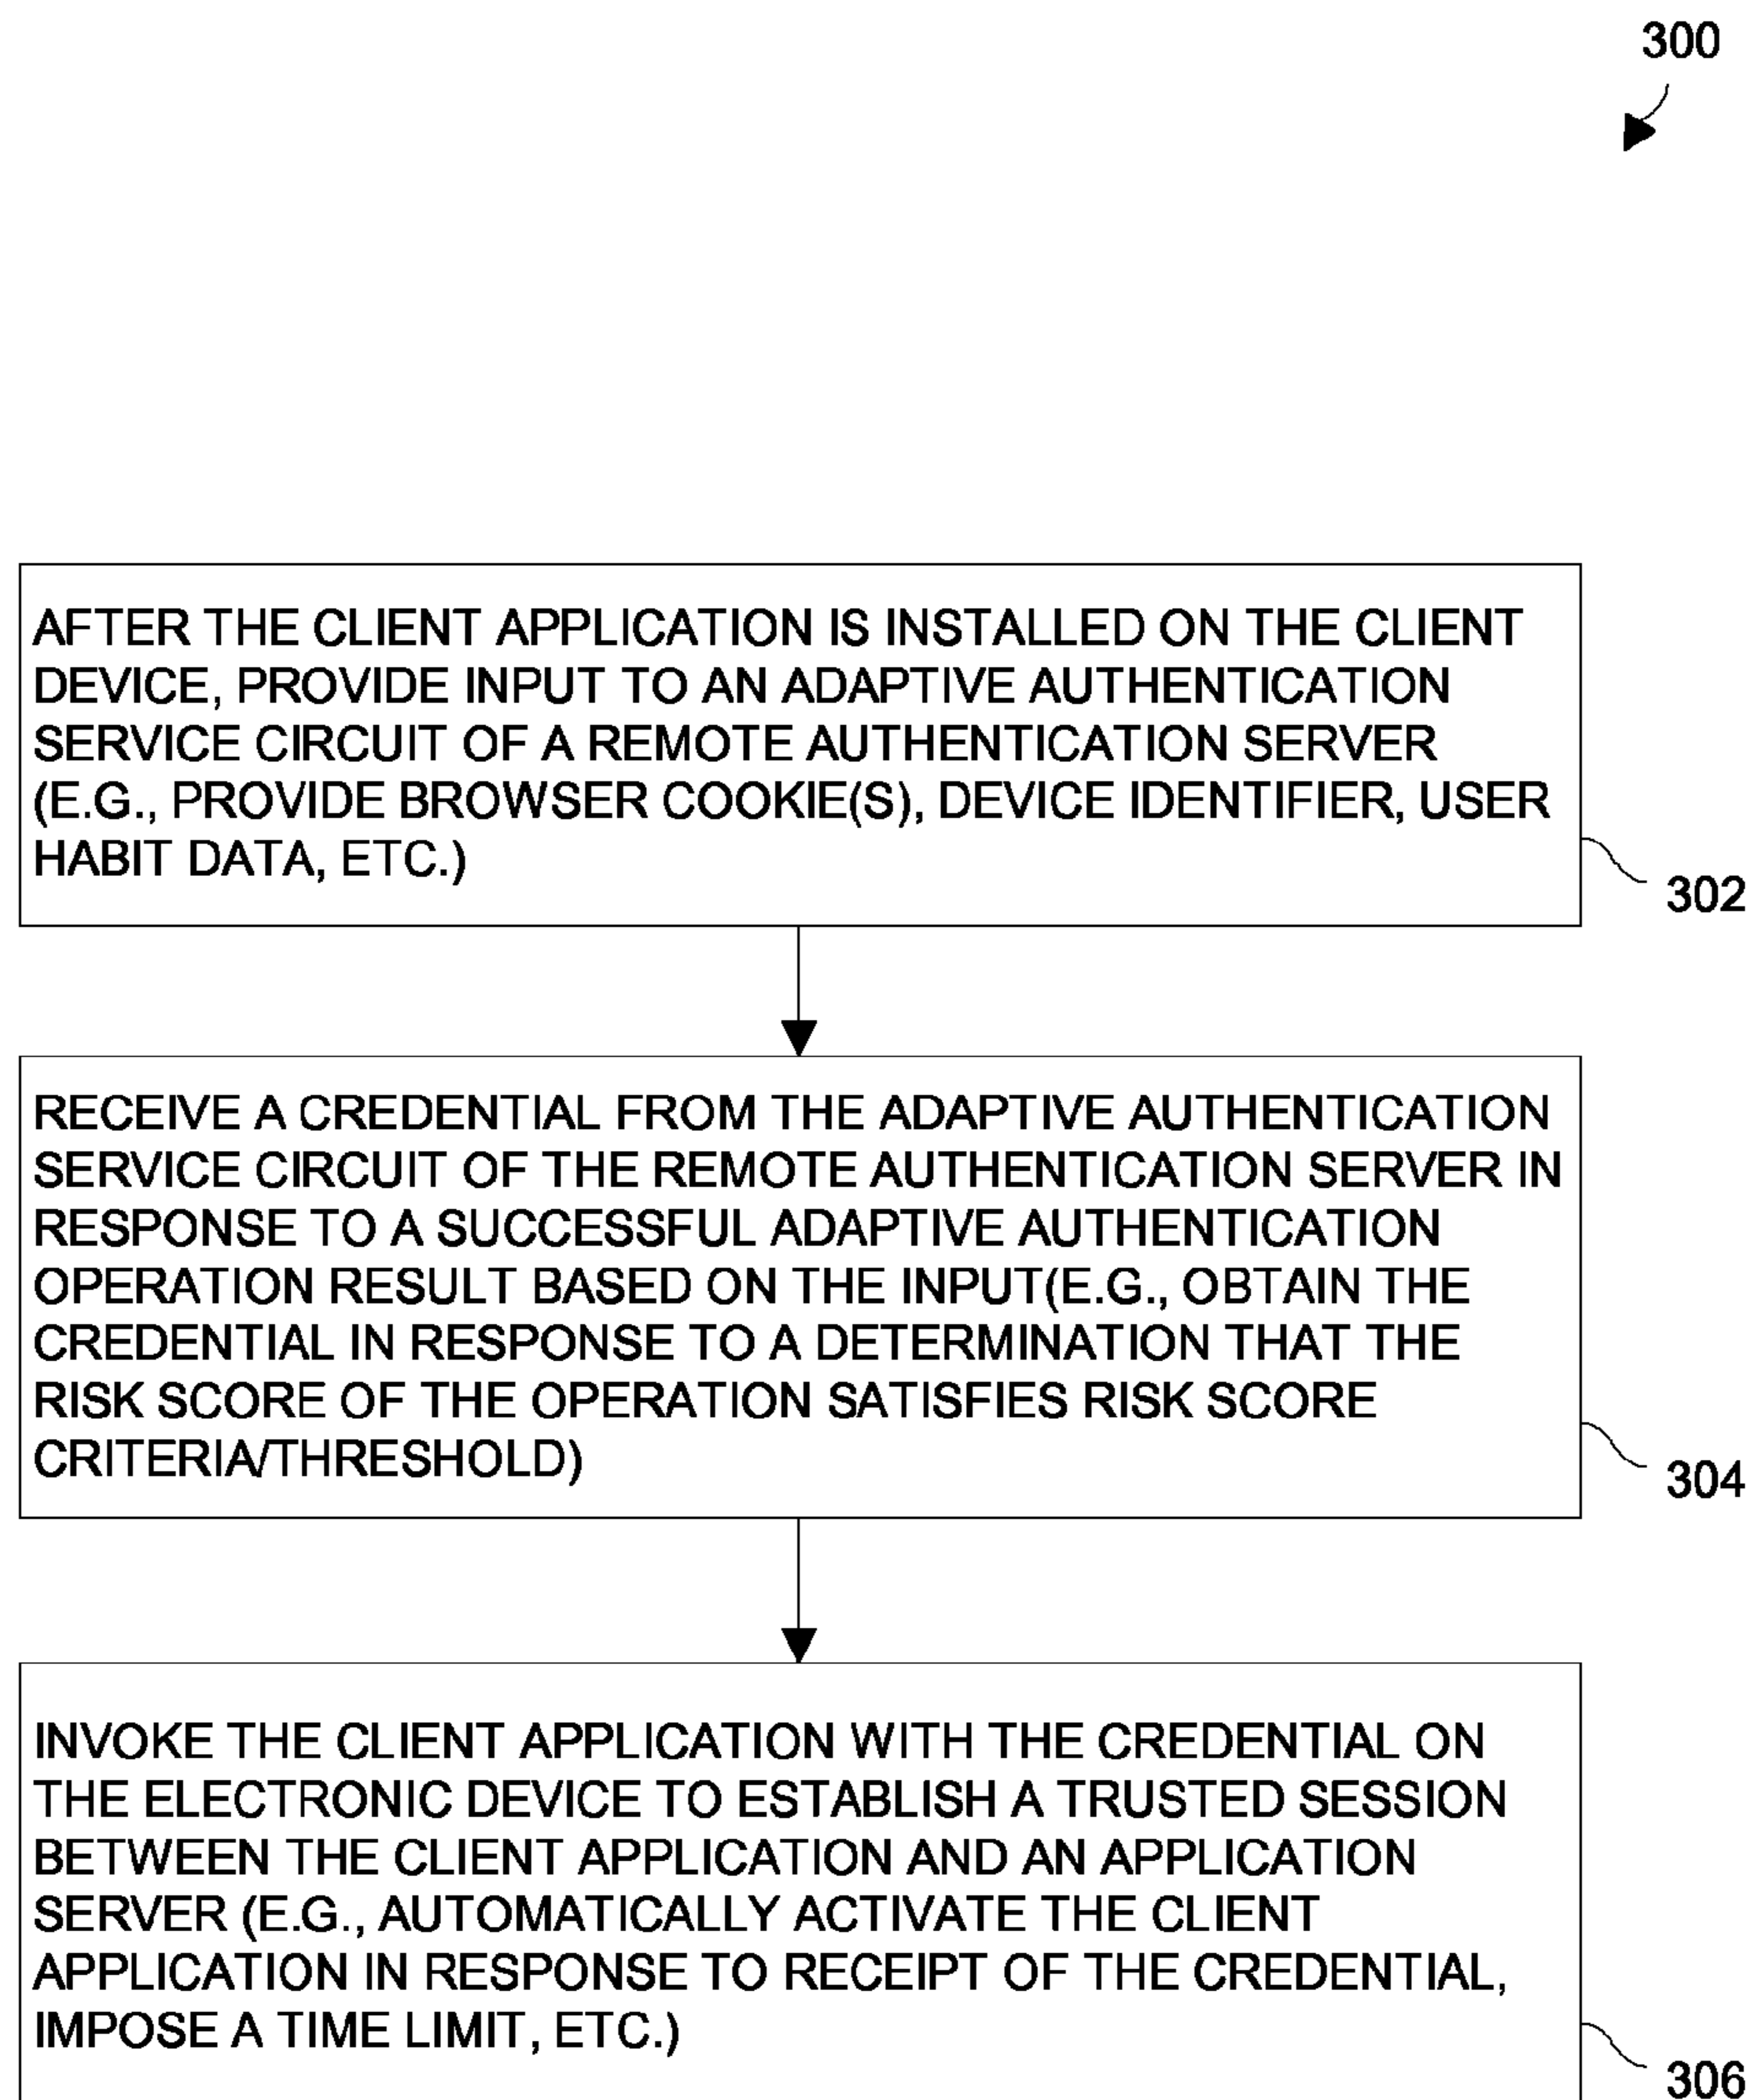 300
AFTER THE CLIENT APPLICATION IS INSTALLED ON THE CLIENT
DEVICE, PROVIDE INPUT TO AN ADAPTIVE AUTHENTICATION
SERVICE CIRCUIT OF A REMOTE AUTHENTICATION SERVER
(E.G., PROVIDE BROWSER COOKIE(S), DEVICE IDENTIFIER, USER
HABIT DATA, ETC.)
302
RECEIVE A CREDENTIAL FROM THE ADAPTIVE AUTHENTICATION
SERVICE CIRCUIT OF THE REMOTE AUTHENTICATION SERVER IN
RESPONSE TO A SUCCESSFUL ADAPTIVE AUTHENTICATION
OPERATION RESULT BASED ON THE INPUT(E.G., OBTAIN THE
CREDENTIAL IN RESPONSE TO A DETERMINATION THAT THE
RISK SCORE OF THE OPERATION SATISFIES RISK SCORE
CRITERIA/THRESHOLD)
304
INVOKE THE CLIENT APPLICATION WITH THE CREDENTIAL ON
THE ELECTRONIC DEVICE TO ESTABLISH A TRUSTED SESSION
BETWEEN THE CLIENT APPLICATION AND AN APPLICATION
SERVER (E.G., AUTOMATICALLY ACTIVATE THE CLIENT
APPLICATION IN RESPONSE TO RECEIPT OF THE CREDENTIAL,
IMPOSE A TIME LIMIT, ETC.)
306